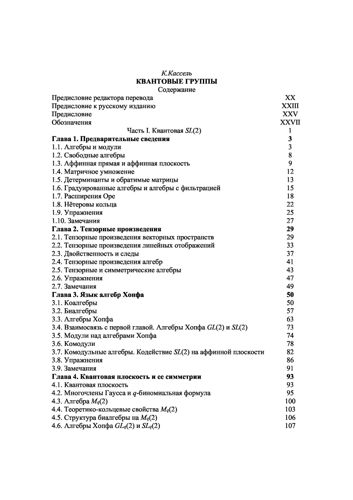 К.Кассель
КВАНТОВЫЕ ГРУППЫ
Содержание
Предисловие редактора перевода XX
Предисловие к русскому изданию XXIII
Предисловие XXV
Обозначения XXVII
Часть I. Квантовая SL(2) 1
Глава 1. Предварительные сведения 3
1.1. Алгебры и модули 3
1.2. Свободные алгебры 8
1.3. Аффинная прямая и аффинная плоскость 9
1.4. Матричное умножение 12
1.5. Детерминанты и обратимые матрицы 13
1.6. Градуированные алгебры и алгебры с фильтрацией 15
1.7. Расширения Оре 18
1.8. Нётеровы кольца 22
1.9. Упражнения 25
1.10. Замечания 27
Глава 2. Тензорные произведения 29
2.1. Тензорные произведения векторных пространств 29
2.2. Тензорные произведения линейных отображений 33
2.3. Двойственность и следы 37
2.4. Тензорные произведения алгебр 41
2.5. Тензорные и симметрические алгебры 43
2.6. Упражнения 47
2.7. Замечания 49
Глава 3. Язык алгебр Хопфа 50
3.1. Коалгебры 50
3.2. Биалгебры 57
3.3. Алгебры Хопфа 63
3.4. Взаимосвязь с первой главой. Алгебры Хопфа GL(2) и SL(2) 73
3.5. Модули над алгебрами Хопфа 74
3.6. Комодули 78
3.7. Комодульные алгебры. Кодействие SL(2) на аффинной плоскости 82
3.8. Упражнения 86
3.9. Замечания 91
Глава 4. Квантовая плоскость и ее симметрии 93
4.1. Квантовая плоскость 93
4.2. Многочлены Гаусса и q-биномиальная формула 95
4.3. Алгебра Mq(2) 100
4.4. Теоретико-кольцевые свойства Mq(2) 103
4.5. Структура биалгебры на Mq(2) 106
4.6. Алгебры Хопфа GLq(2) и SLq(2) 107